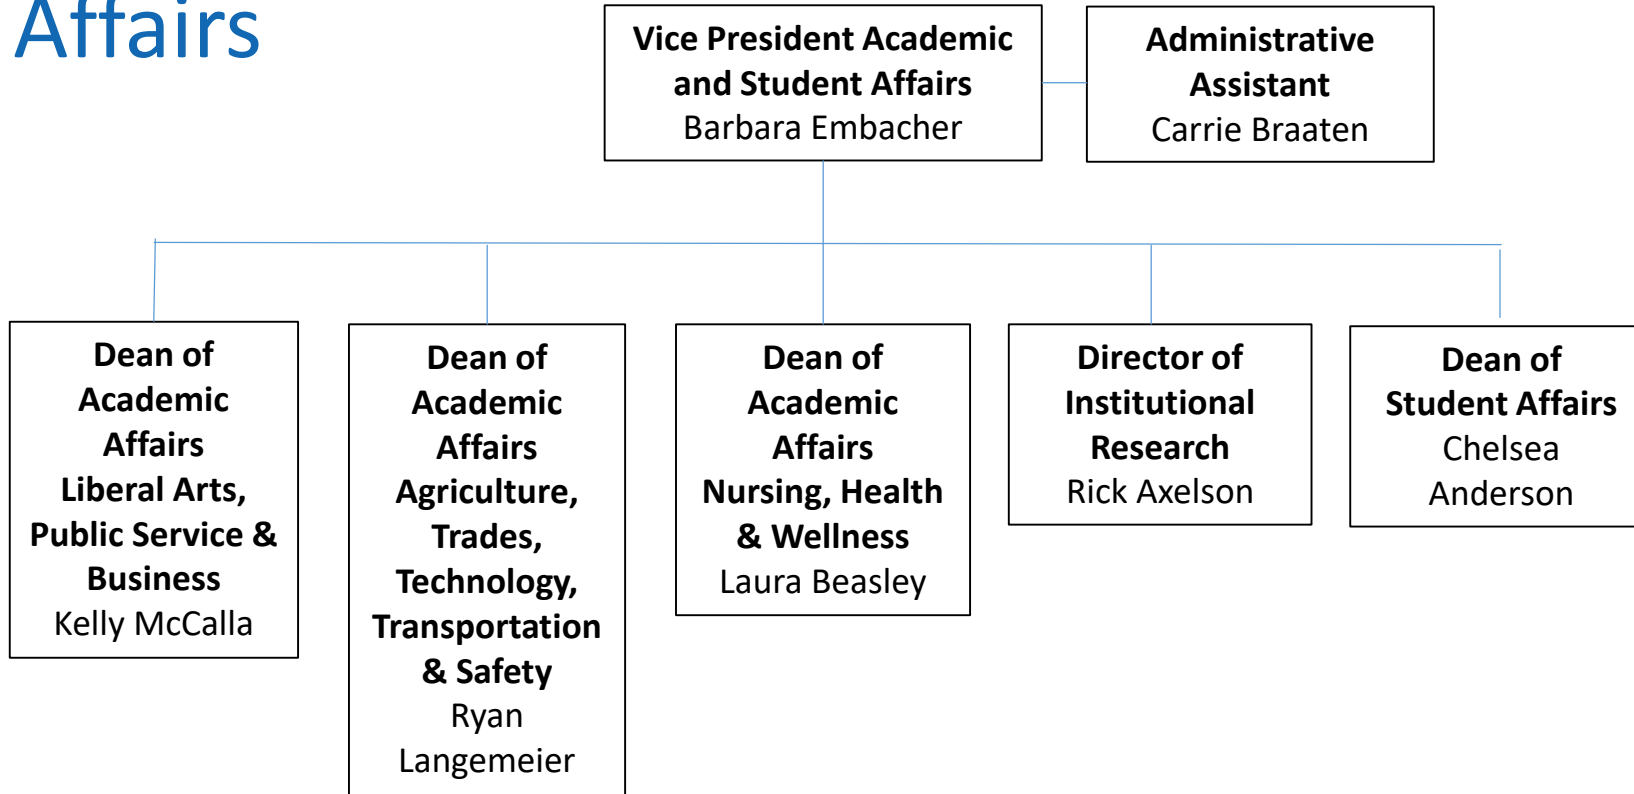 Affairs
Vice President Academic
and Student Affairs
Barbara Embacher
Administrative
Assistant
Carrie Braaten
Dean of
Academic
Affairs
Liberal Arts,
Public Service &
Business
Kelly McCalla
Dean of
Academic
Affairs
Agriculture,
Trades,
Technology,
Transportation
& Safety
Ryan
Langemeier
Dean of
Academic
Affairs
Nursing, Health
& Wellness
Laura Beasley
Director of
Institutional
Research
Rick Axelson
Dean of
Student Affairs
Chelsea
Anderson